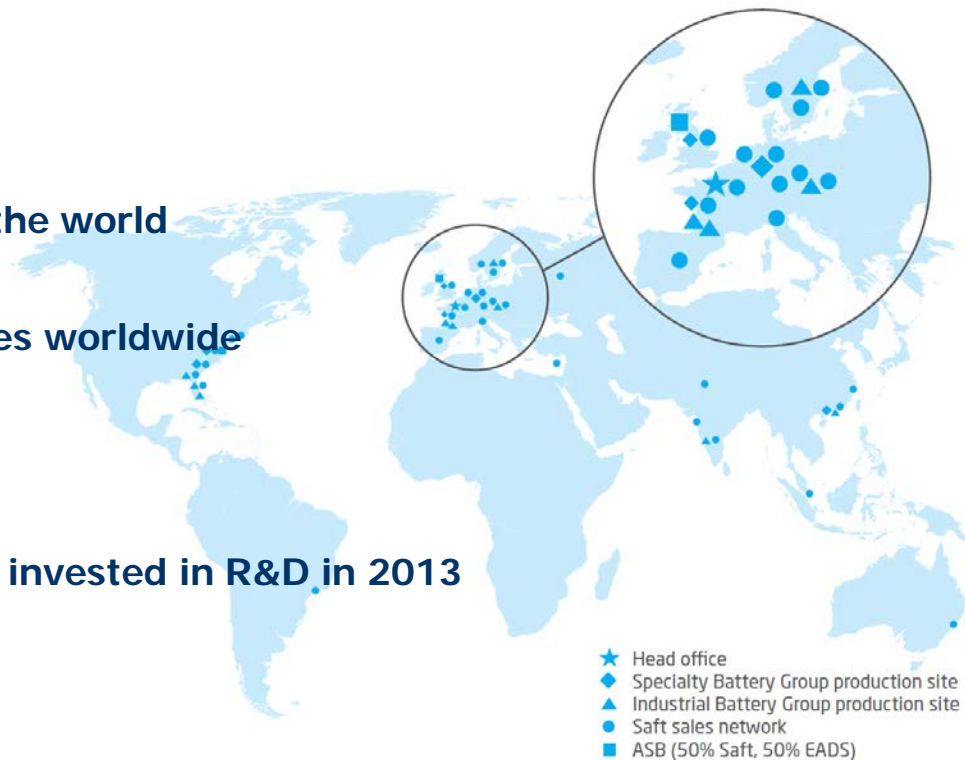 the world
es worldwide
invested in R&D in 2013
Head office
Specialty Battery Group production site
Industrial Battery Group production site
Saft sales network
ASB (50% Saft, 50% EADS)